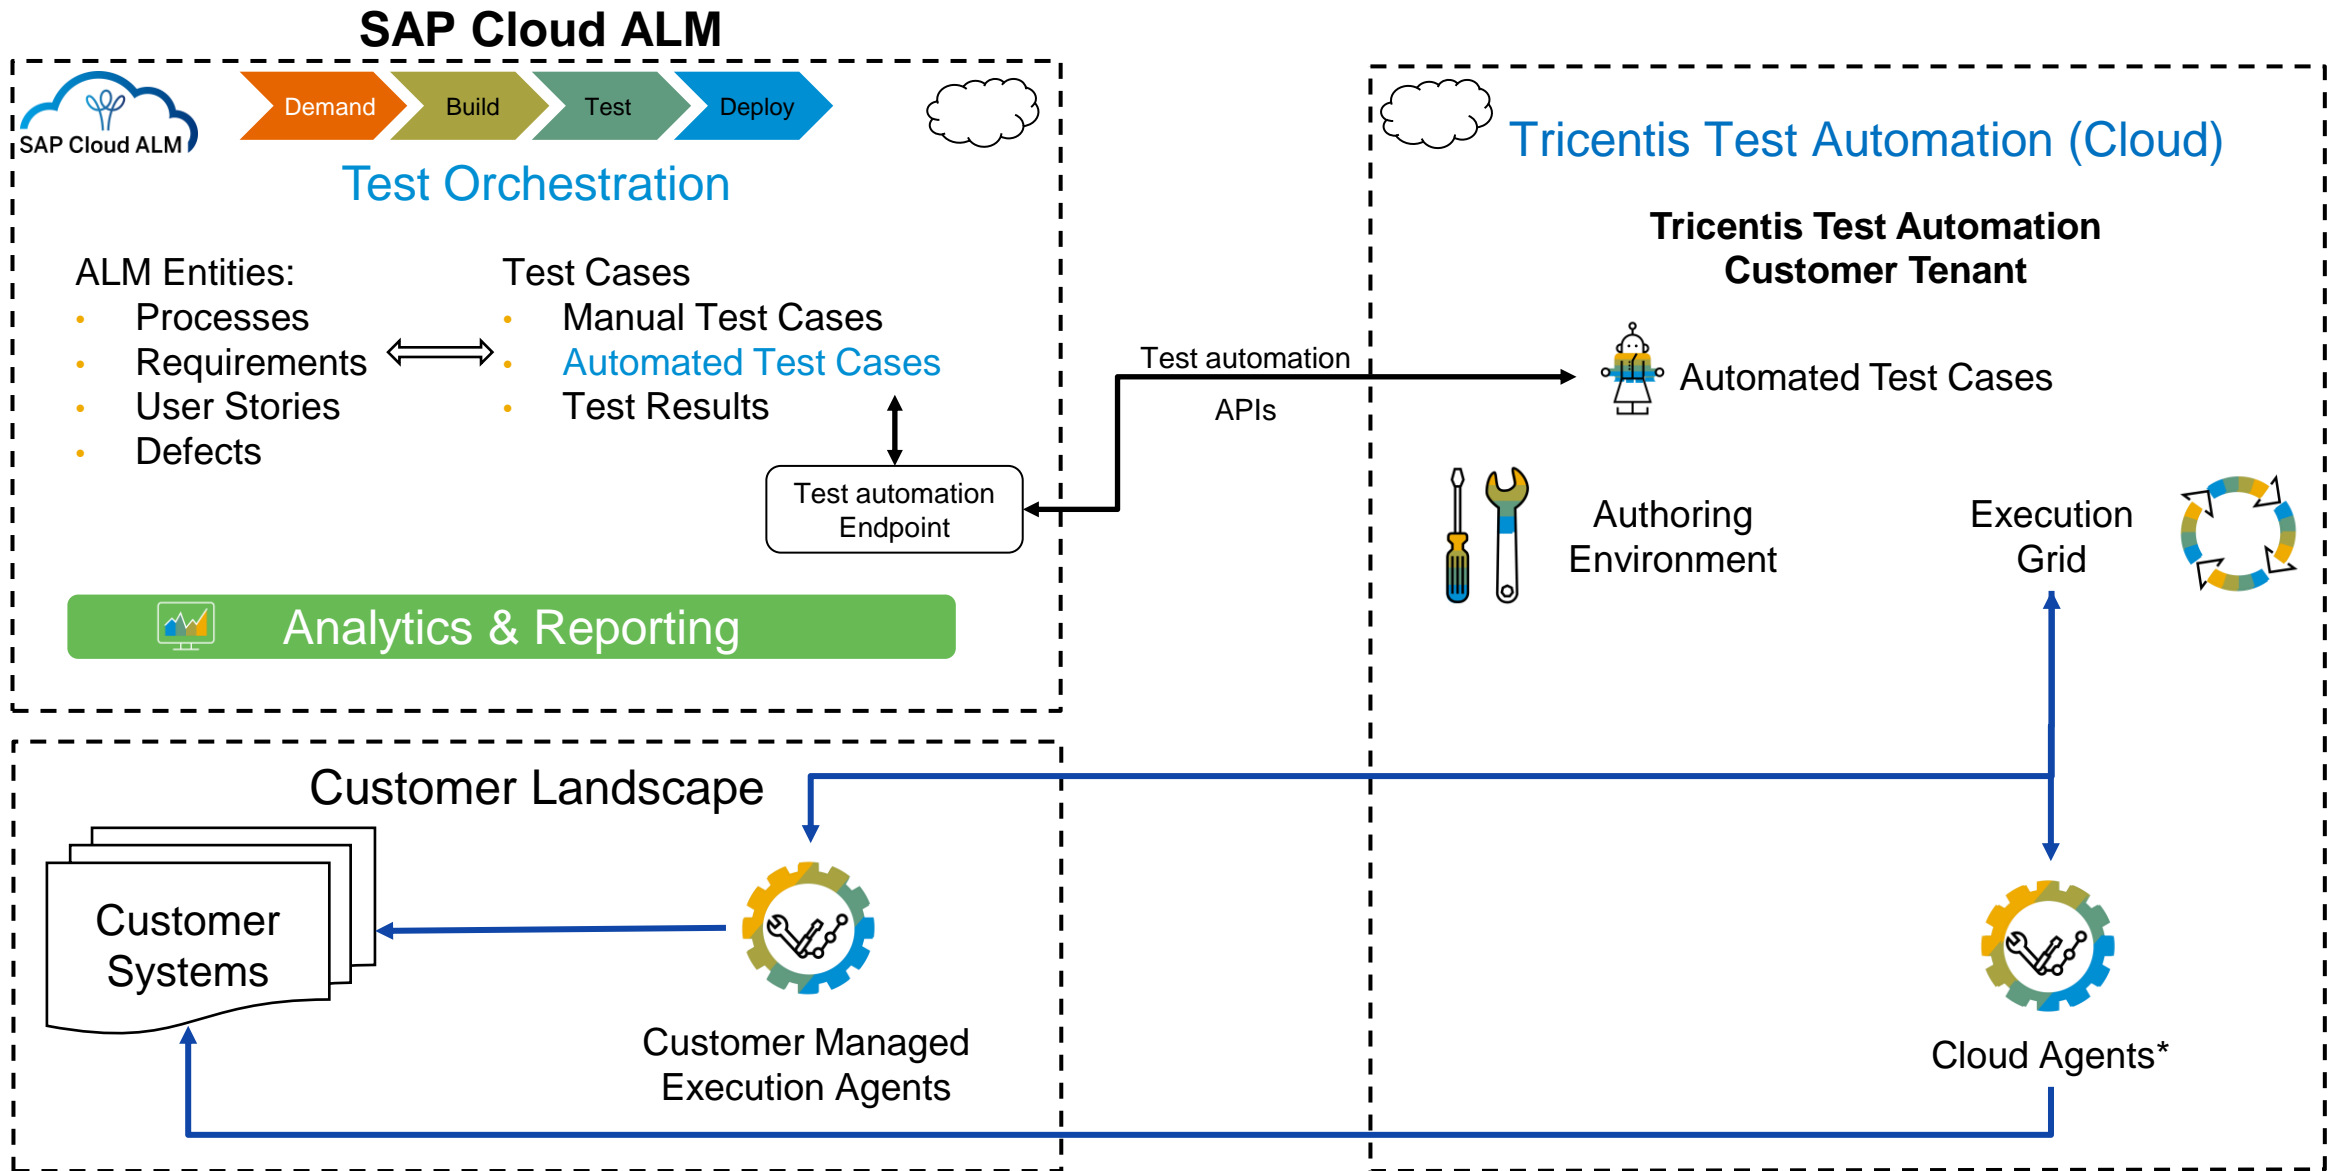 SAP Cloud ALM
SAP Cloud ALM
Demand
Build
Test
Deploy
Test Orchestration
ALM Entities:
• Processes
• Requirements
• User Stories
• Defects
Test Cases
• Manual Test Cases
• Automated Test Cases
• Test Results
Test automation
Endpoint
Analytics & Reporting
Test automation
APIs
Tricentis Test Automation (Cloud)
Tricentis Test Automation
Customer Tenant
Automated Test Cases
Authoring
Environment
Execution
Grid
Customer Landscape
Customer
Systems
Customer Managed
Execution Agents
Cloud Agents*